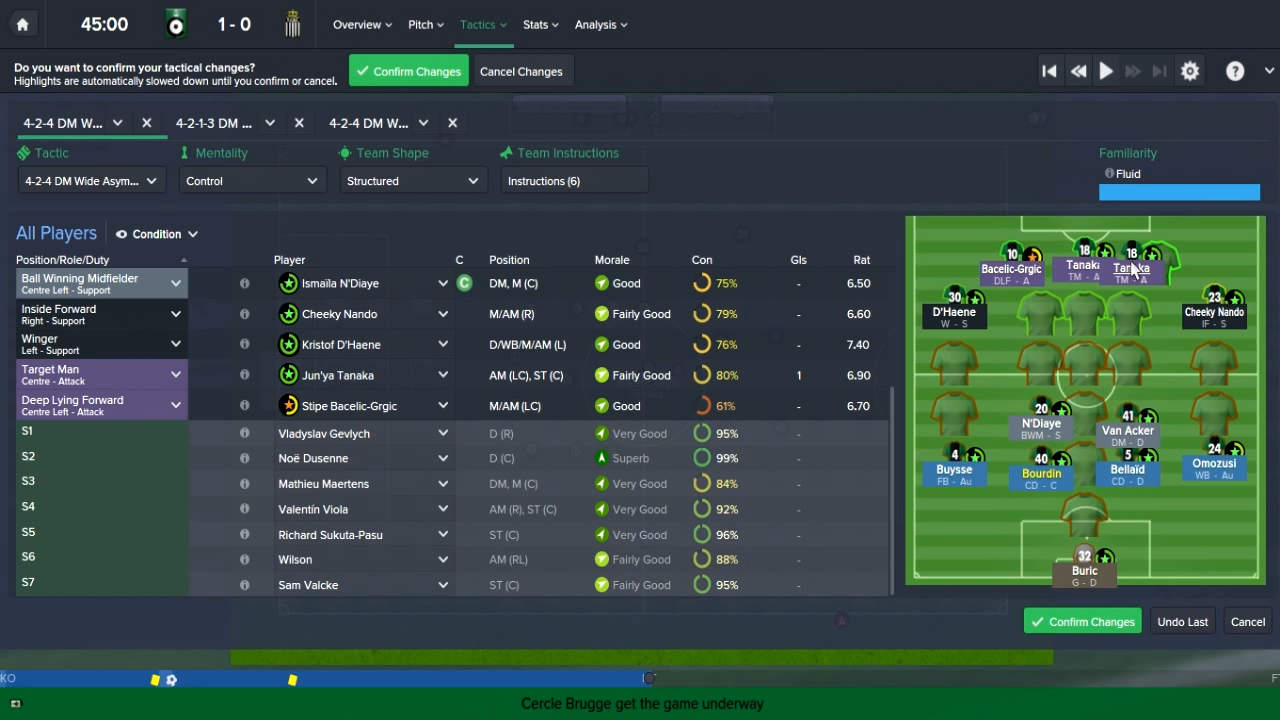 45:00
1 - 0
Overview
Pitch
Tactics
Stats
Analysis
Do you want to confirm your tactical changes?
Highlights are automatically slowed down until you confirm or cancel.
Confirm Changes
Cancel Changes
4-2-4 DM W...
4-2-1-3 DM ...
4-2-4 DM W...
Tactic
Mentality
Team Shape
Team Instructions
Familiarity
4-2-4 DM Wide Asym...
Control
Structured
Instructions (6)
Fluid
All Players
Condition
Position/Role/Duty
Player
C
Position
Morale
Con
Gls
Rat
Ball Winning Midfielder
Centre Left - Support
Ismaïla N'Diaye
C
DM, M (C)
Good
75%
-
6.50
Inside Forward
Right - Support
Cheeky Nando
M/AM (R)
Fairly Good
79%
-
6.60
Winger
Left - Support
Kristof D'Haene
D/WB/M/AM (L)
Good
76%
-
7.40
Target Man
Centre - Attack
Jun'ya Tanaka
AM (LC), ST (C)
Fairly Good
80%
1
6.90
Deep Lying Forward
Centre Left - Attack
Stipe Bacelic-Grgic
M/AM (LC)
Good
61%
-
6.70
S1
Vladyslav Gevlych
D (R)
Very Good
95%
-
S2
Noë Dusenne
D (C)
Superb
99%
-
S3
Mathieu Maertens
DM, M (C)
Very Good
84%
-
S4
Valentín Viola
AM (R), ST (C)
Very Good
92%
-
S5
Richard Sukuta-Pasu
ST (C)
Very Good
96%
-
S6
Wilson
AM (RL)
Fairly Good
88%
-
S7
Sam Valcke
ST (C)
Fairly Good
95%
-
10
Bacelic-Grgic
DLF - A
18
Tanaka
TM - A
18
TM - A
30
D'Haene
W - S
23
Cheeky Nando
IF - S
20
N'Diaye
BWM - S
41
Van Acker
DM - D
4
Buysse
FB - Au
40
Bourdin
CD - C
5
Bellaïd
CD - D
24
Omozusi
WB - Au
32
Buric
G - D
Confirm Changes
Undo Last
Cancel
KO
Cercle Brugge get the game underway